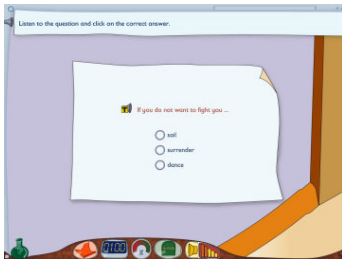 Listen to the question and click on the correct answer.
If you do not want to fight you ...
sail
surrender
dance